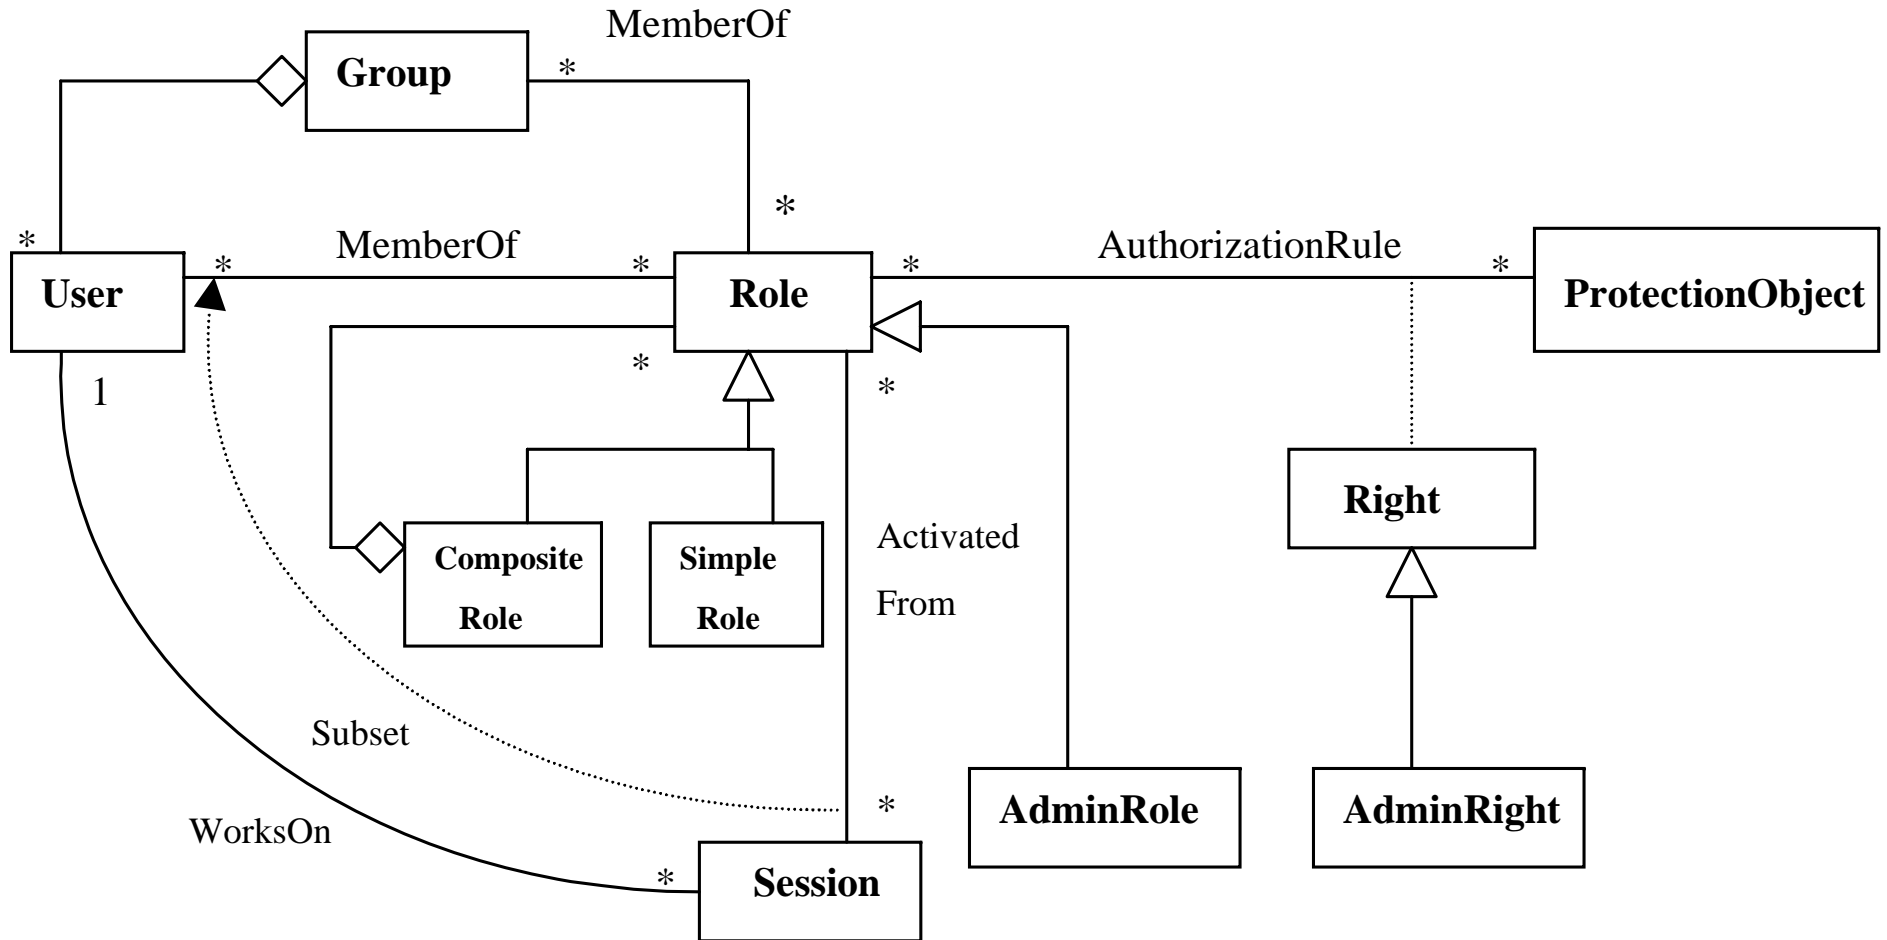 MemberOf
Group
*
*
*
MemberOf
AuthorizationRule
*
*
*
*
User
Role
ProtectionObject
*
1
*
Right
Activated
From
Composite
Role
Simple
Role
Subset
WorksOn
*
AdminRole
AdminRight
*
Session